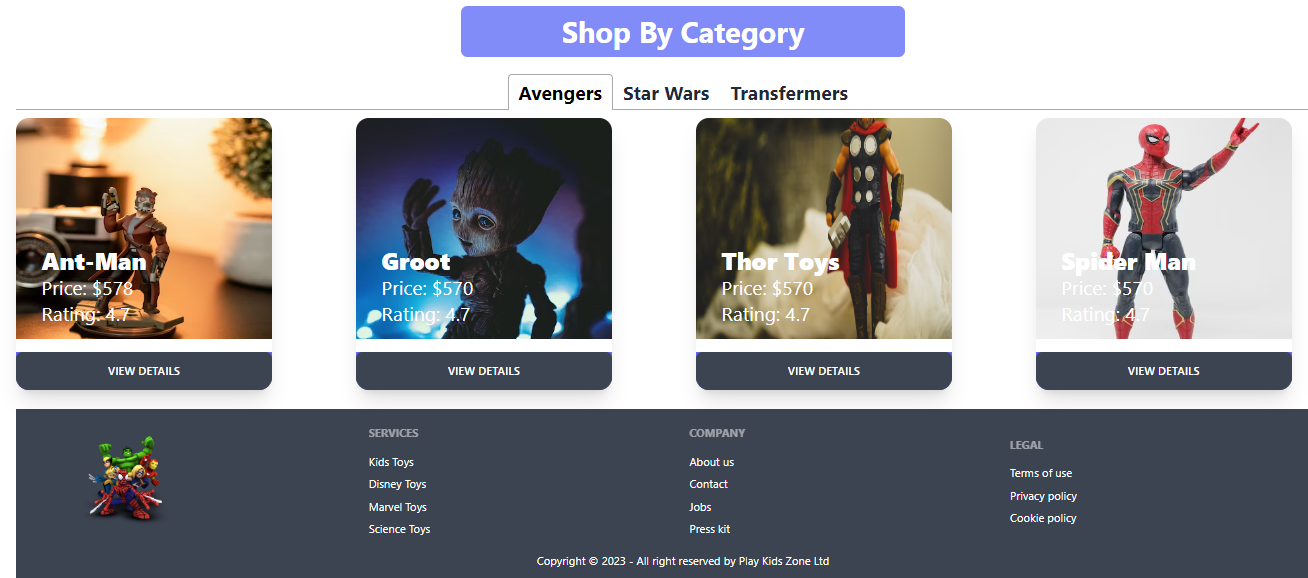 Shop By Category
Avengers Star Wars Transfermers
Ant-Man
Price: $578
Rating: 4.7
VIEW DETAILS
Groot
Price: $570
Rating: 4.7
VIEW DETAILS
Thor Toys
Price: $570
Rating: 4.7
VIEW DETAILS
Spider Man
Price: $570
Rating: 4.7
VIEW DETAILS
SERVICES
Kids Toys
Disney Toys
Marvel Toys
Science Toys
COMPANY
About us
Contact
Jobs
Press kit
LEGAL
Terms of use
Privacy policy
Cookie policy
Copyright © 2023 - All right reserved by Play Kids Zone Ltd